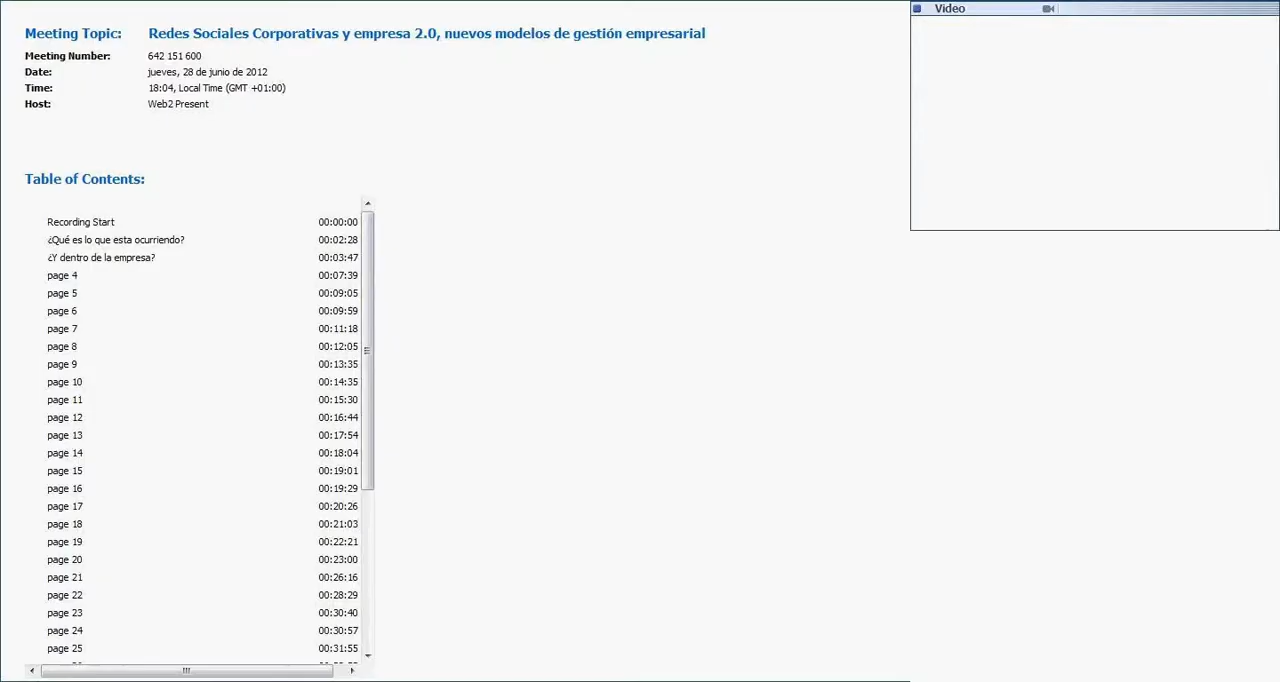 Meeting Topic: Redes Sociales Corporativas y empresa 2.0, nuevos modelos de gestión empresarial
Meeting Number: 642 151 600
Date: jueves, 28 de junio de 2012
Time: 18:04, Local Time (GMT +01:00)
Host: Web2 Present
Video
Table of Contents:
Recording Start 00:00:00
¿Qué es lo que esta ocurriendo? 00:02:28
¿Y dentro de la empresa? 00:03:47
page 4 00:07:39
page 5 00:09:05
page 6 00:09:59
page 7 00:11:18
page 8 00:12:05
page 9 00:13:35
page 10 00:14:35
page 11 00:15:30
page 12 00:16:44
page 13 00:17:54
page 14 00:18:04
page 15 00:19:01
page 16 00:19:29
page 17 00:20:26
page 18 00:21:03
page 19 00:22:21
page 20 00:23:00
page 21 00:26:16
page 22 00:28:29
page 23 00:30:40
page 24 00:30:57
page 25 00:31:55